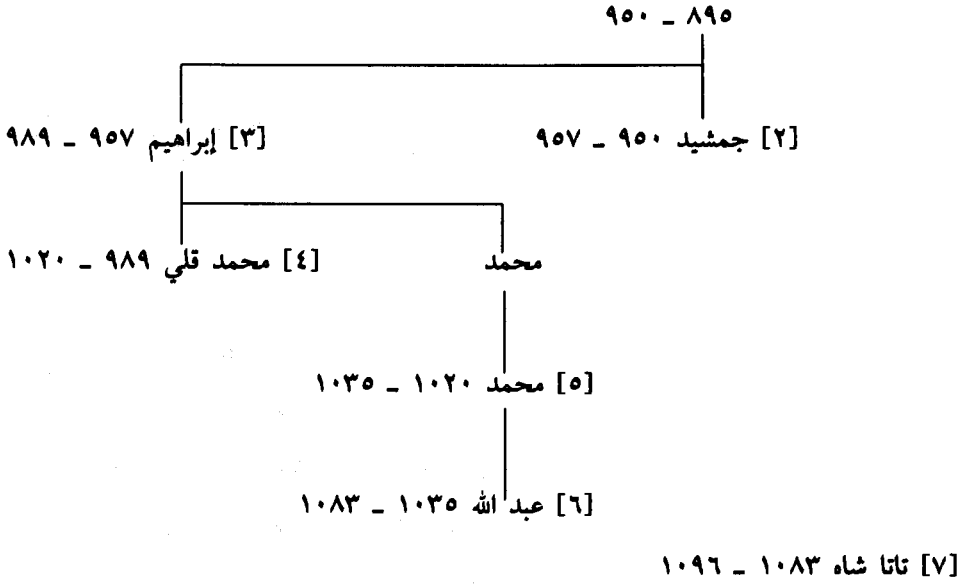 ٨٩٥ _ ٩٥٠
[٢] جمشيد ٩٥٠ _ ٩٥٧
[٣] إبراهيم ٩٥٧ _ ٩٨٩
محمد
[٤] محمد قلي ٩٨٩ _ ١٠٢٠
[٥] محمد ١٠٢٠ _ ١٠٣٥
[٦] عبد الله ١٠٣٥ _ ١٠٨٣
[٧] تاتا شاه ١٠٨٣ _ ١٠٩٦